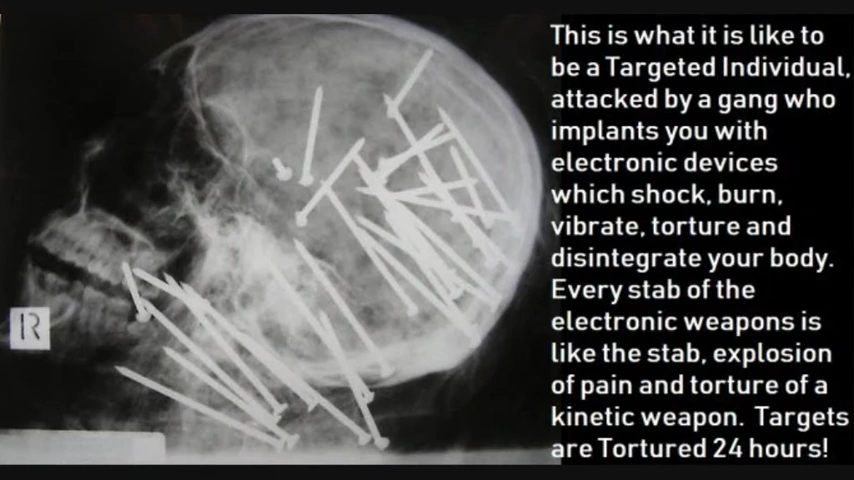 This is what it is like to
be a Targeted Individual,
attacked by a gang who
implants you with
electronic devices
which shock, burn,
vibrate, torture and
disintegrate your body.
Every stab of the
electronic weapons is
like the stab, explosion
of pain and torture of a
kinetic weapon. Targets
are Tortured 24 hours!
R